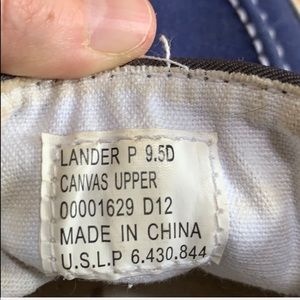 LANDER P 9.5D
CANVAS UPPER
00001629 D12
MADE IN CHINA
U.S.L.P 6.430.844